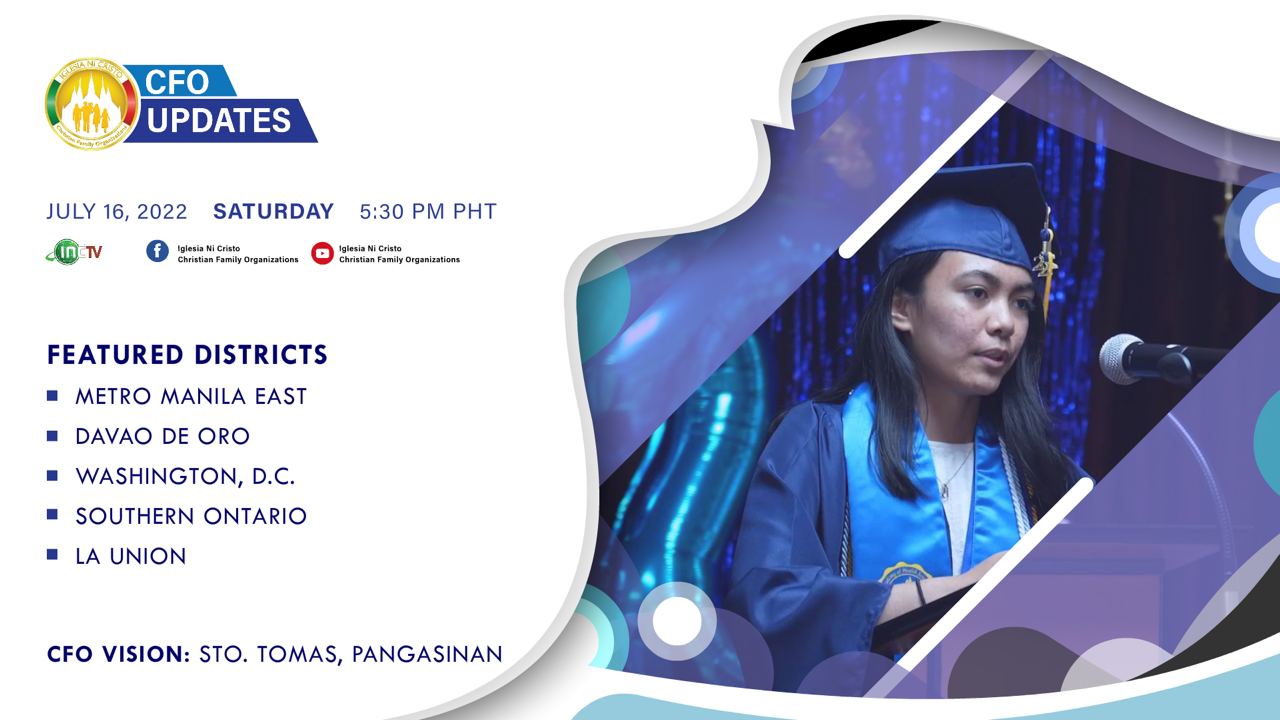 IGLESIA NI CRISTO
Christian Family Organizations
CFO
UPDATES
JULY 16, 2022 SATURDAY 5:30 PM PHT
iNCTV
Iglesia Ni Cristo
Christian Family Organizations
Iglesia Ni Cristo
Christian Family Organizations
FEATURED DISTRICTS
METRO MANILA EAST
DAVAO DE ORO
WASHINGTON, D.C.
SOUTHERN ONTARIO
LA UNION
CFO VISION: STO. TOMAS, PANGASINAN